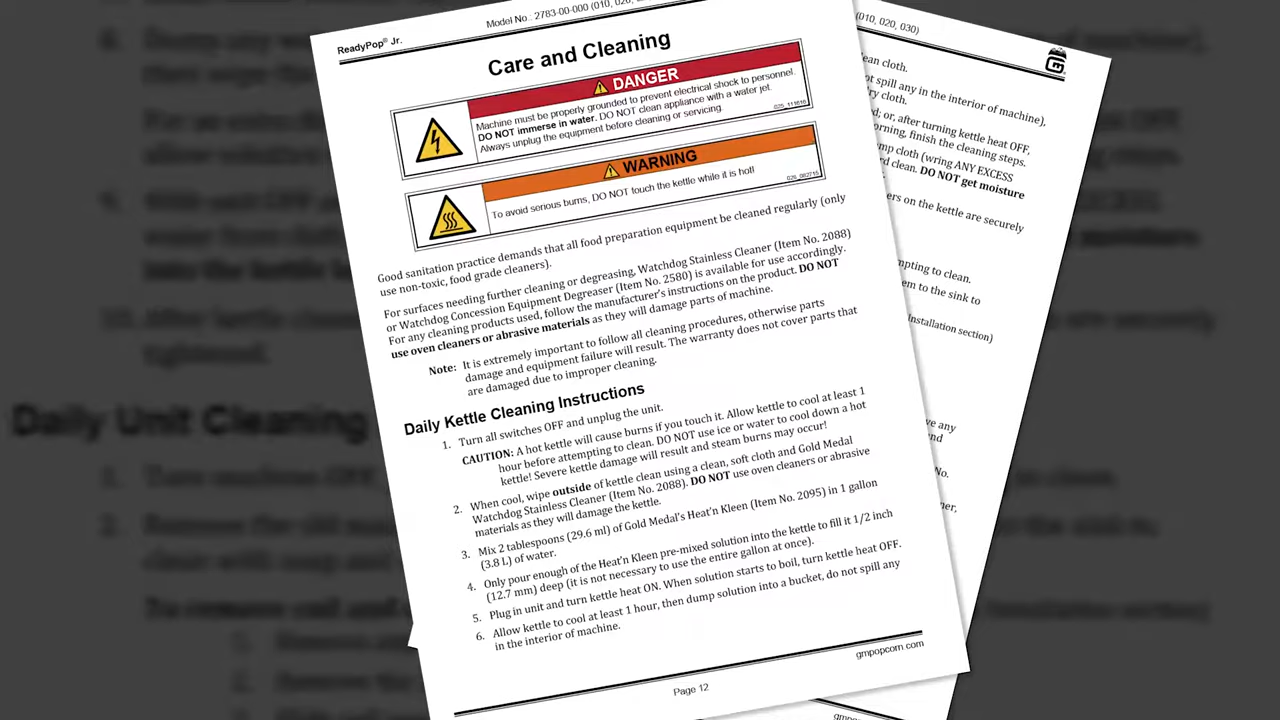 ReadyPop® Jr.
Model No.: 2783-00-000 (010, 020,
Care and Cleaning
DANGER
Machine must be properly grounded to prevent electrical shock to personnel.
DO NOT immerse in water. DO NOT clean appliance with a water jet.
Always unplug the equipment before cleaning or servicing.
025_111610
WARNING
To avoid serious burns, DO NOT touch the kettle while it is hot!
026_082715
Good sanitation practice demands that all food preparation equipment be cleaned regularly (only
use non-toxic, food grade cleaners).
For surfaces needing further cleaning or degreasing, Watchdog Stainless Cleaner (Item No. 2088)
or Watchdog Concession Equipment Degreaser (Item No. 2580) is available for use accordingly.
For any cleaning products used, follow the manufacturer's instructions on the product. DO NOT
use oven cleaners or abrasive materials as they will damage parts of machine.
Note: It is extremely important to follow all cleaning procedures, otherwise parts
damage and equipment failure will result. The warranty does not cover parts that
are damaged due to improper cleaning.
Daily Kettle Cleaning Instructions
1. Turn all switches OFF and unplug the unit.
CAUTION: A hot kettle will cause burns if you touch it. Allow kettle to cool at least 1
hour before attempting to clean. DO NOT use ice or water to cool down a hot
kettle! Severe kettle damage will result and steam burns may occur!
2. When cool, wipe outside of kettle clean using a clean, soft cloth and Gold Medal
Watchdog Stainless Cleaner (Item No. 2088). DO NOT use oven cleaners or abrasive
materials as they will damage the kettle.
3. Mix 2 tablespoons (29.6 ml) of Gold Medal's Heat'n Kleen (Item No. 2095) in 1 gallon
(3.8 L) of water.
4. Only pour enough of the Heat'n Kleen pre-mixed solution into the kettle to fill it 1/2 inch
(12.7 mm) deep (it is not necessary to use the entire gallon at once).
5. Plug in unit and turn kettle heat ON. When solution starts to boil, turn kettle heat OFF.
6. Allow kettle to cool at least 1 hour, then dump solution into a bucket, do not spill any
in the interior of machine.
Page 12
gmpopcorn.com
(010, 020, 030)
G
lean cloth.
ot spill any in the interior of machine),
dry cloth.
d; or, after turning kettle heat OFF,
orning, finish the cleaning steps.
mp cloth (wring ANY EXCESS
rd clean. DO NOT get moisture
ers on the kettle are securely
mpting to clean.
em to the sink to
Installation section)
ve any
nd
No.
ner,
gmpopc
Daily Unit Cleaning